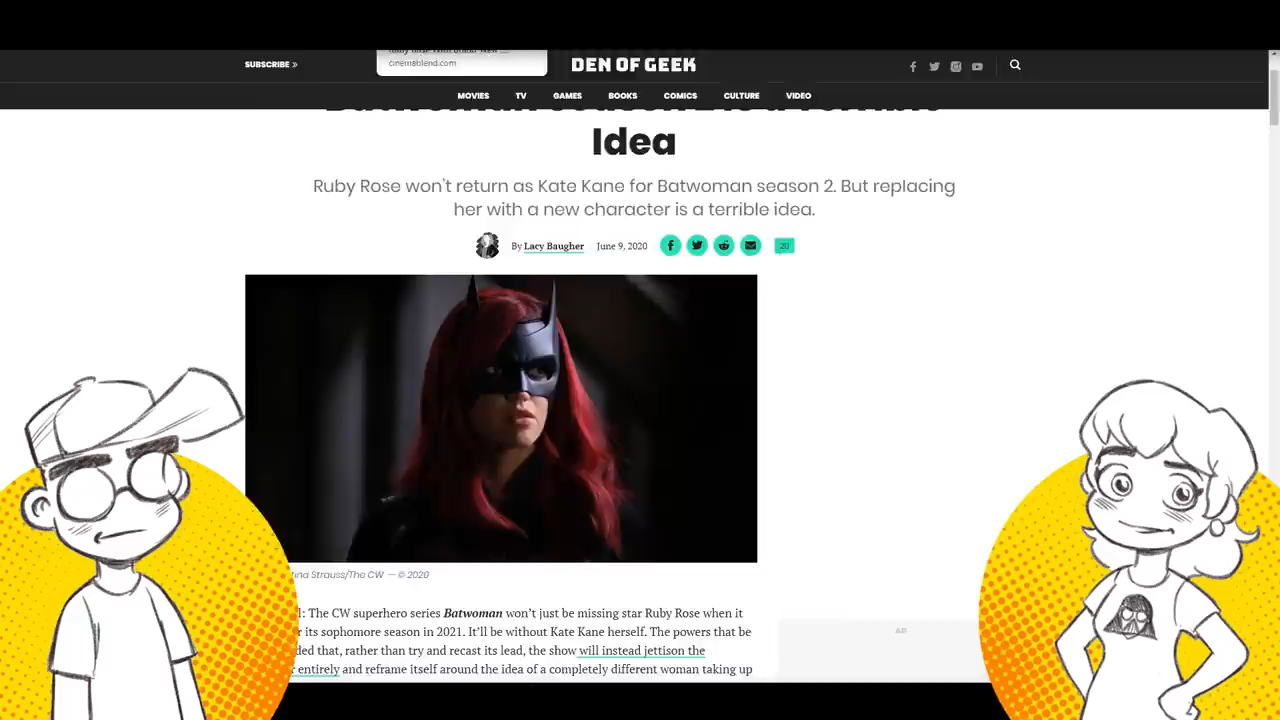 cinemablend.com
SUBSCRIBE »
DEN OF GEEK
MOVIES TV GAMES BOOKS COMICS CULTURE VIDEO
Idea
Ruby Rose won't return as Kate Kane for Batwoman season 2. But replacing
her with a new character is a terrible idea.
By Lacy Baugher June 9, 2020 20
Strauss/The CW — © 2020
The CW superhero series Batwoman won't just be missing star Ruby Rose when it
its sophomore season in 2021. It'll be without Kate Kane herself. The powers that be
that, rather than try and recast its lead, the show will instead jettison the
entirely and reframe itself around the idea of a completely different woman taking up
AD